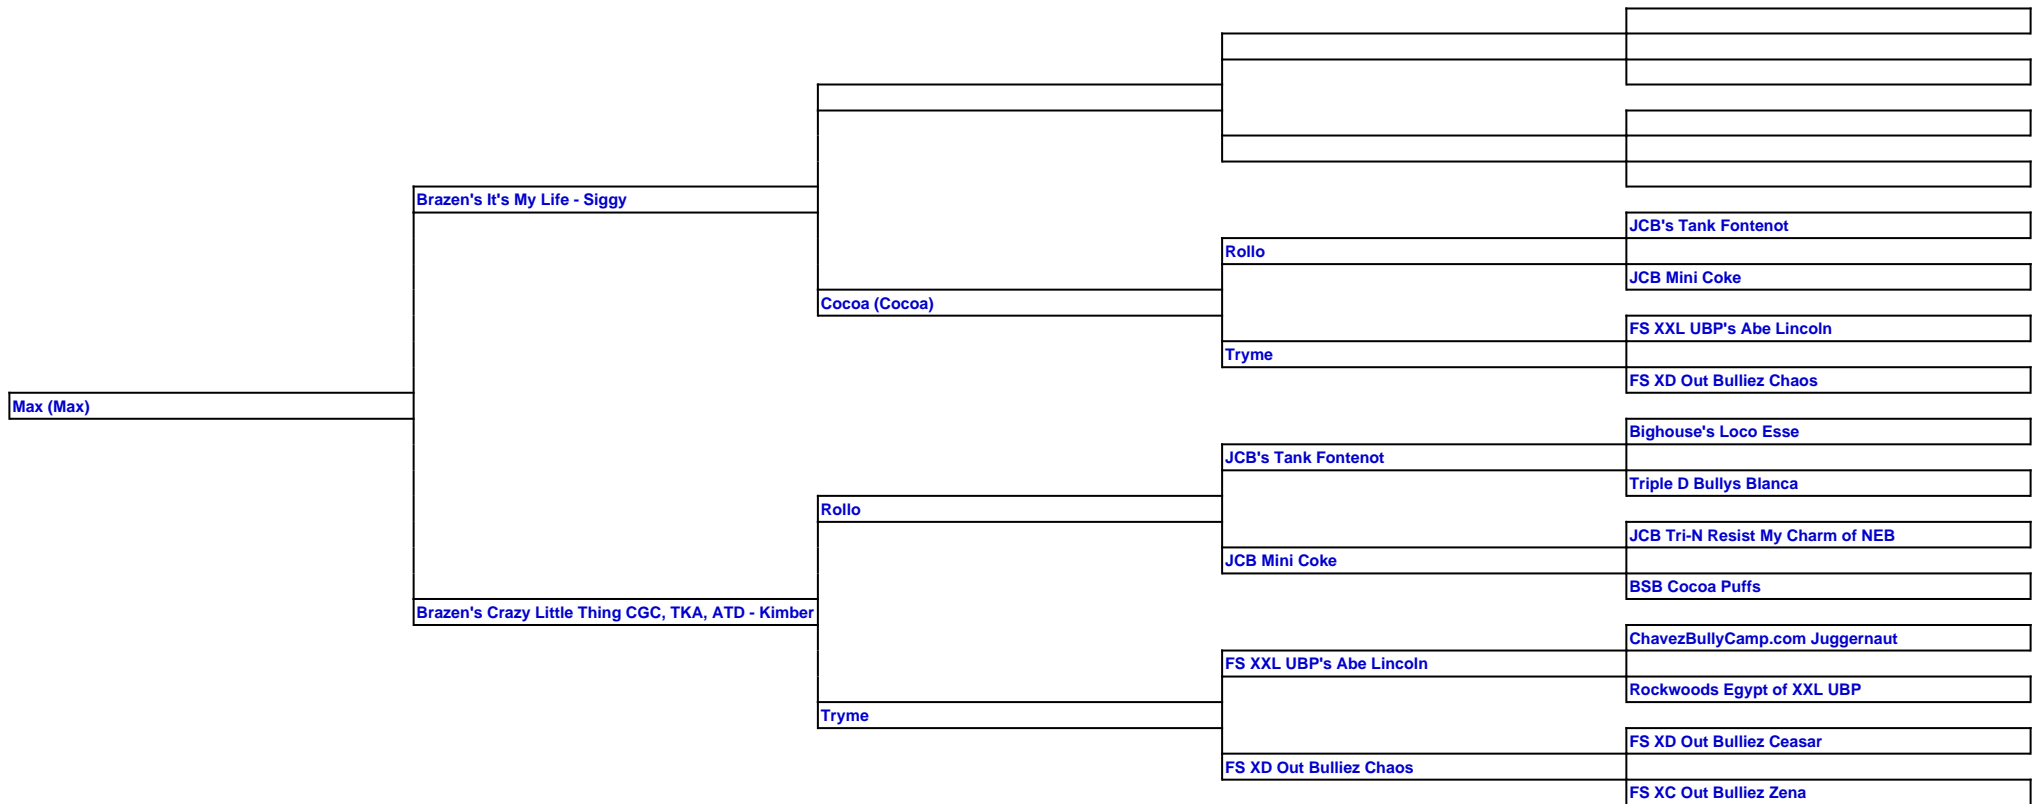 Brazen's It's My Life - Siggy
JCB's Tank Fontenot
Rollo
JCB Mini Coke
Cocoa (Cocoa)
FS XXL UBP's Abe Lincoln
Tryme
FS XD Out Bulliez Chaos
Max (Max)
Bighouse's Loco Esse
JCB's Tank Fontenot
Triple D Bullys Blanca
Rollo
JCB Tri-N Resist My Charm of NEB
JCB Mini Coke
BSB Cocoa Puffs
Brazen's Crazy Little Thing CGC, TKA, ATD - Kimber
ChavezBullyCamp.com Juggernaut
FS XXL UBP's Abe Lincoln
Rockwoods Egypt of XXL UBP
Tryme
FS XD Out Bulliez Ceasar
FS XD Out Bulliez Chaos
FS XC Out Bulliez Zena